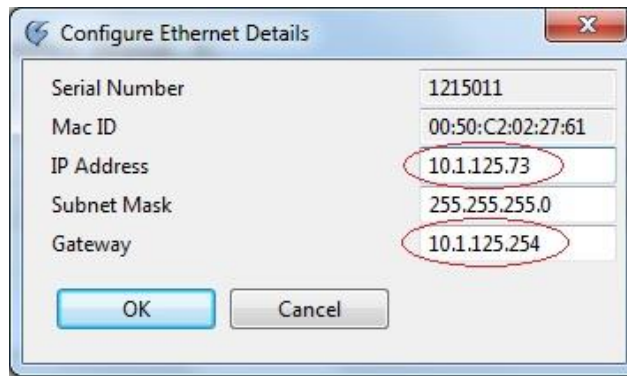 Configure Ethernet Details
Serial Number 1215011
Mac ID 00:50:C2:02:27:61
IP Address 10.1.125.73
Subnet Mask 255.255.255.0
Gateway 10.1.125.254
OK Cancel